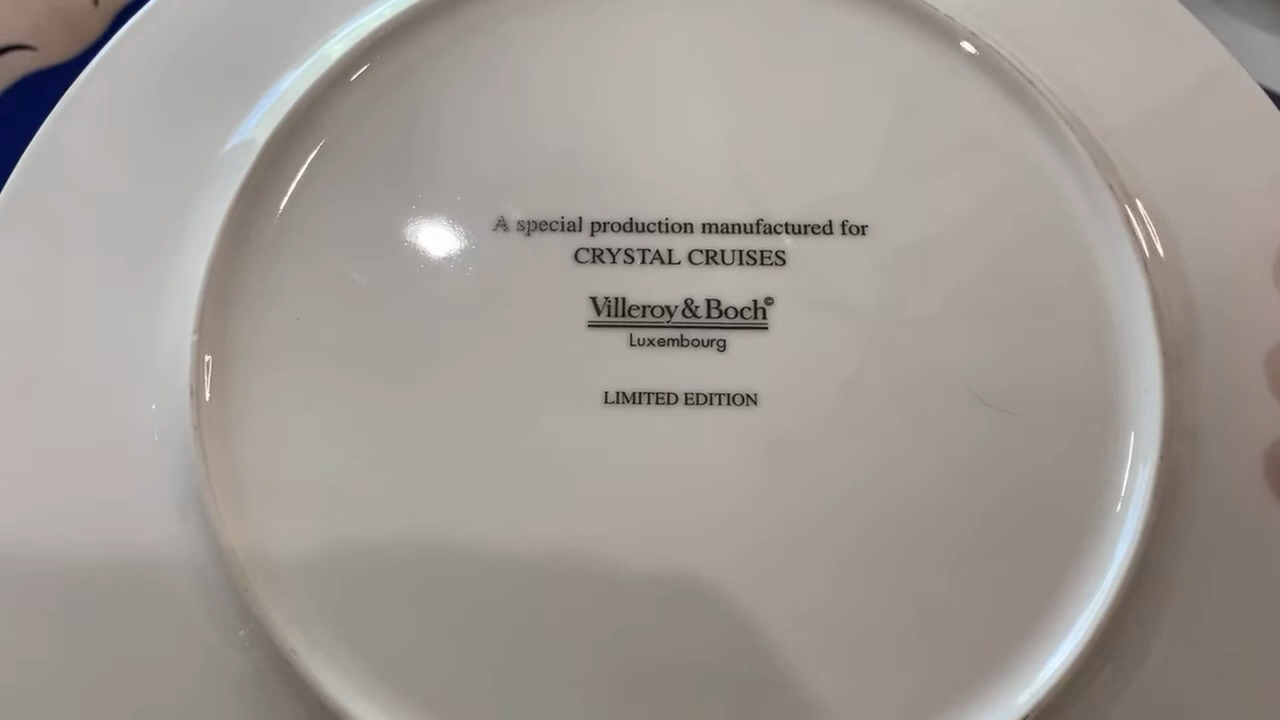 A special production manufactured for
CRYSTAL CRUISES
Villeroy & Boch©
Luxembourg
LIMITED EDITION